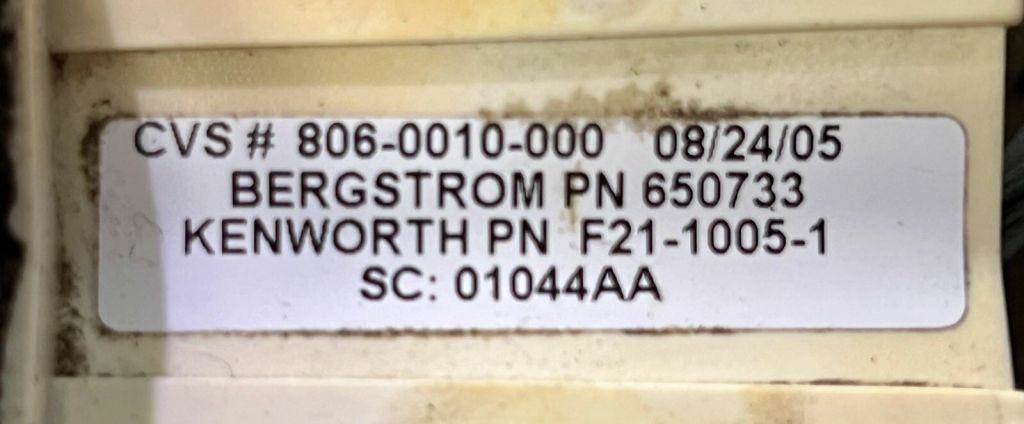 CVS # 806-0010-000 08/24/05
BERGSTROM PN 650733
KENWORTH PN F21-1005-1
SC: 01044AA